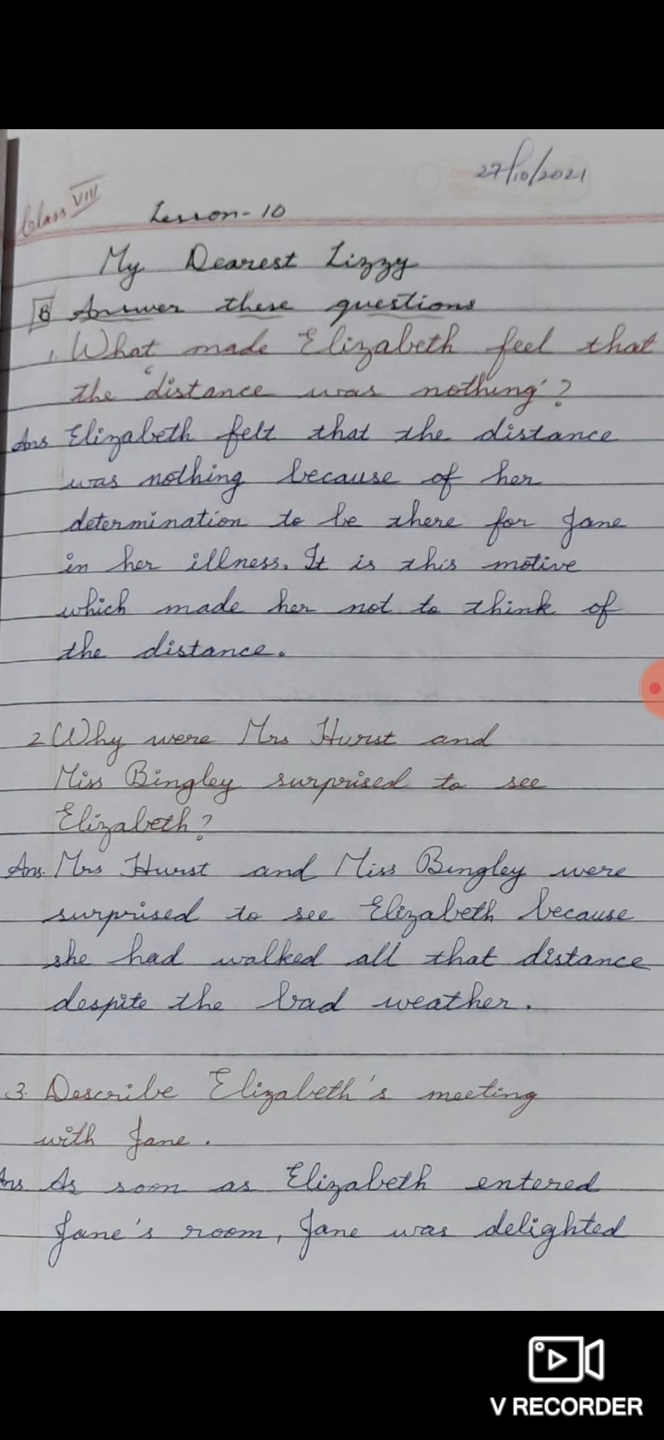 27/10/2021
Class VIII
Lesson-10
My Dearest Lizzy
B Answer these questions
1. What made Elizabeth feel that
the 'distance was nothing'?
Ans Elizabeth felt that the distance
was nothing because of her
determination to be there for Jane
in her illness. It is this motive
which made her not to think of
the distance.
2 Why were Mrs Hurst and
Miss Bingley surprised to see
Elizabeth?
Ans. Mrs Hurst and Miss Bingley were
surprised to see Elizabeth because
she had walked all that distance
despite the bad weather.
3. Describe Elizabeth's meeting
with Jane.
Ans As soon as Elizabeth entered
Jane's room, Jane was delighted
V RECORDER